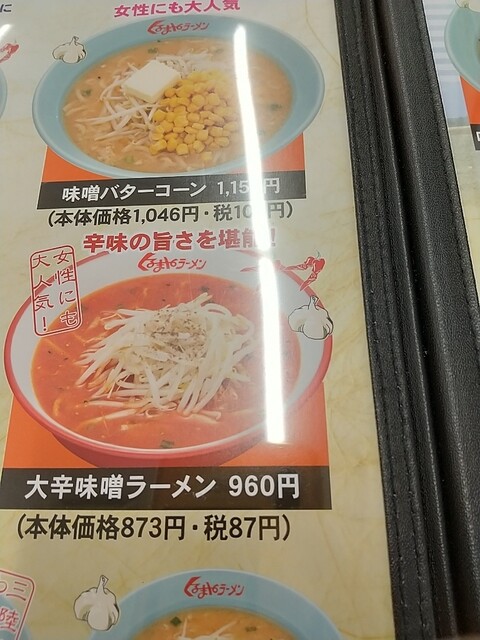 に
女性にも大人気
くるまやラーメン
味噌バターコーン 1,15 円
(本体価格1,046円・税10 円)
辛味の旨さを堪能!
くるまやラーメン
女性にも
大人気!
大辛味噌ラーメン 960円
(本体価格873円・税87円)
くるまやラーメン
三
陸